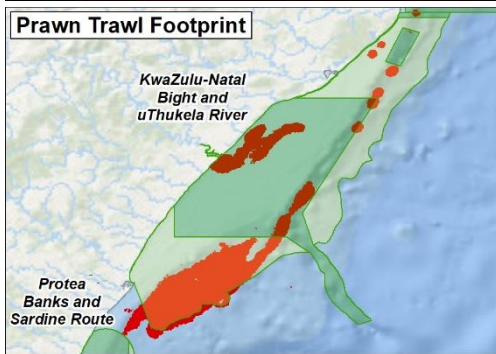 Prawn Trawl Footprint
KwaZulu-Natal
Bight and
uThukela River
Protea
Banks and
Sardine Route